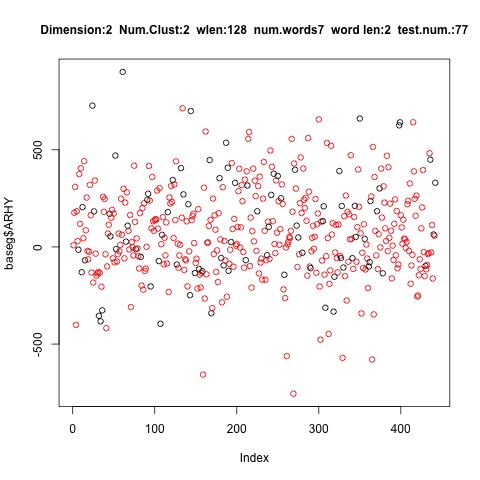 Dimension:2 Num.Clust:2 wlen:128 num.words7 word len:2 test.num.:77
500
0
-500
baseg$ARHY
0 100 200 300 400
Index